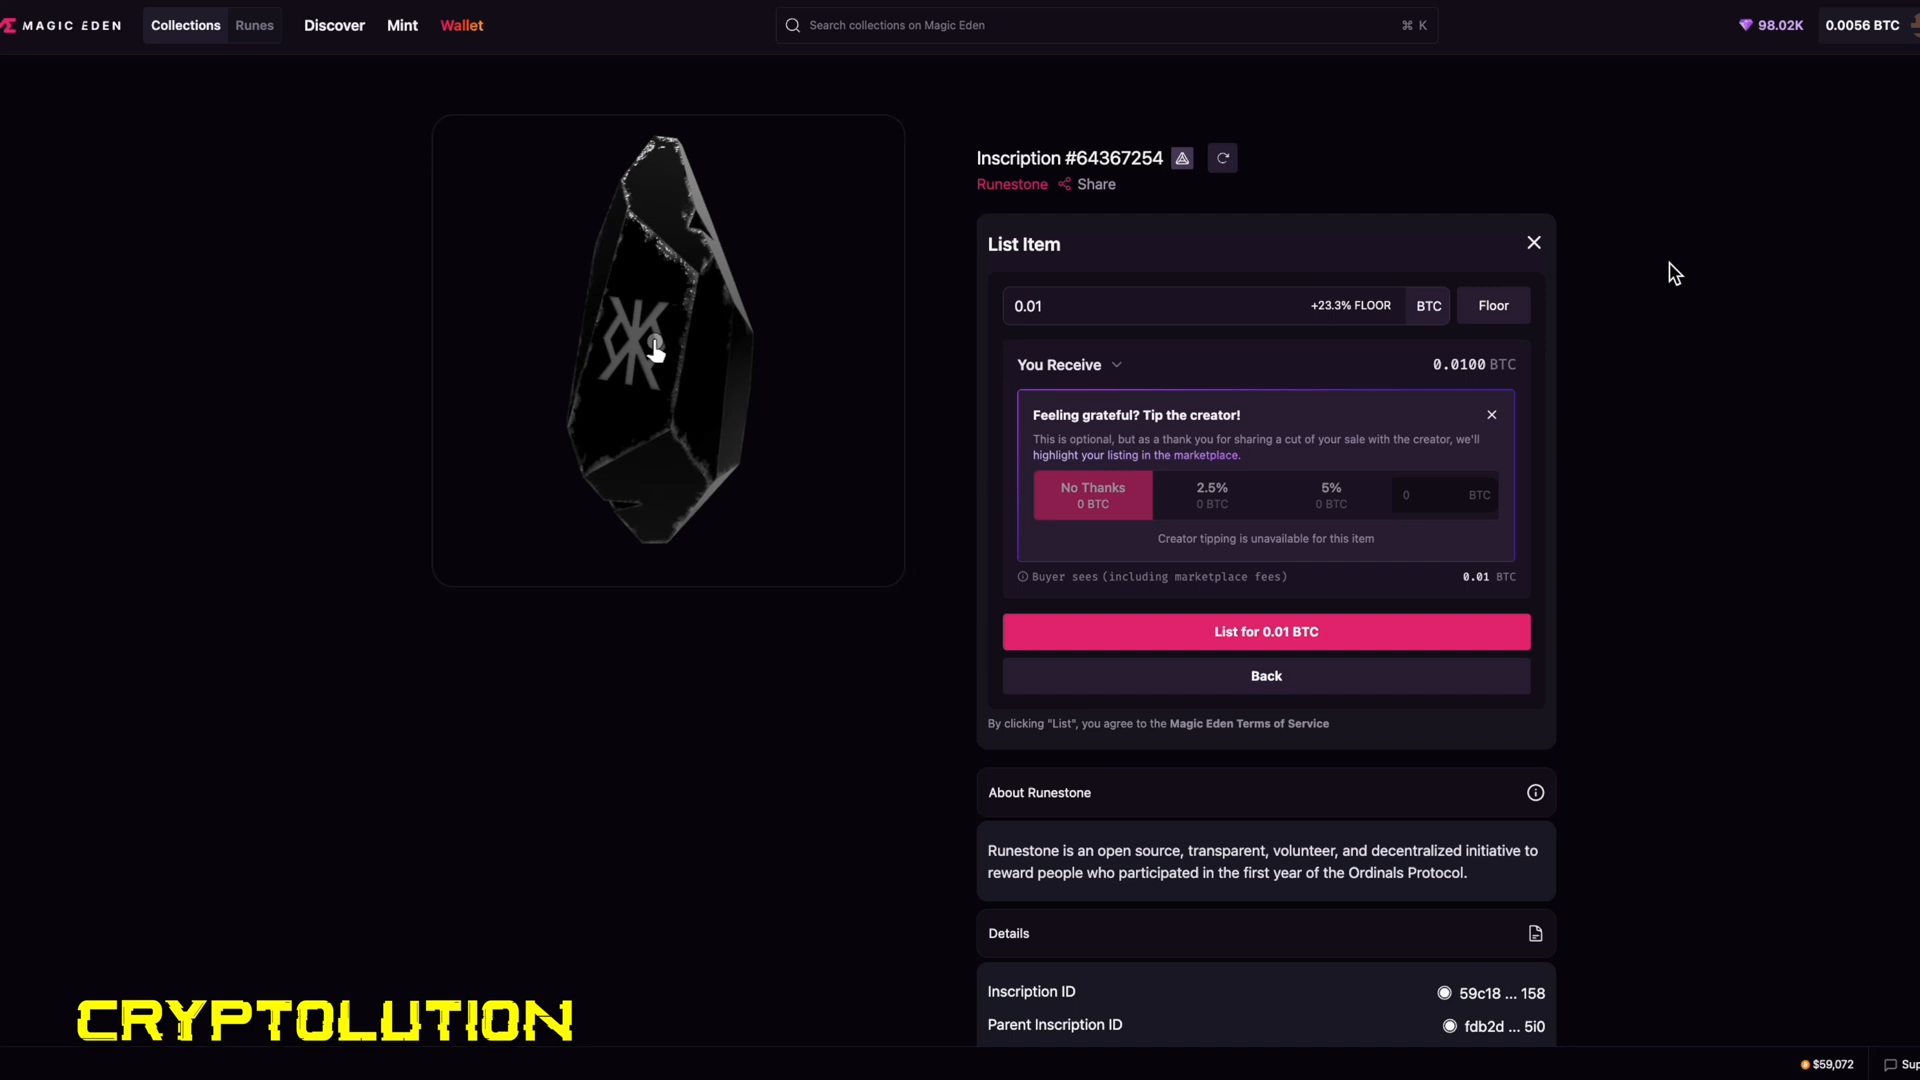 MAGIC EDEN
Collections
Runes
Discover
Mint
Wallet
Search collections on Magic Eden
⌘ K
98.02K
0.0056 BTC
Inscription #64367254
Runestone
Share
List Item
0.01
+23.3% FLOOR
BTC
Floor
You Receive
0.0100 BTC
Feeling grateful? Tip the creator!
This is optional, but as a thank you for sharing a cut of your sale with the creator, we'll
highlight your listing in the marketplace.
No Thanks
0 BTC
2.5%
0 BTC
5%
0 BTC
0
BTC
Creator tipping is unavailable for this item
Buyer sees (including marketplace fees)
0.01 BTC
List for 0.01 BTC
Back
By clicking "List", you agree to the Magic Eden Terms of Service
About Runestone
Runestone is an open source, transparent, volunteer, and decentralized initiative to
reward people who participated in the first year of the Ordinals Protocol.
Details
Inscription ID
59c18 ... 158
Parent Inscription ID
fdb2d ... 5i0
CRYPTOLUTION
$59,072
Sup